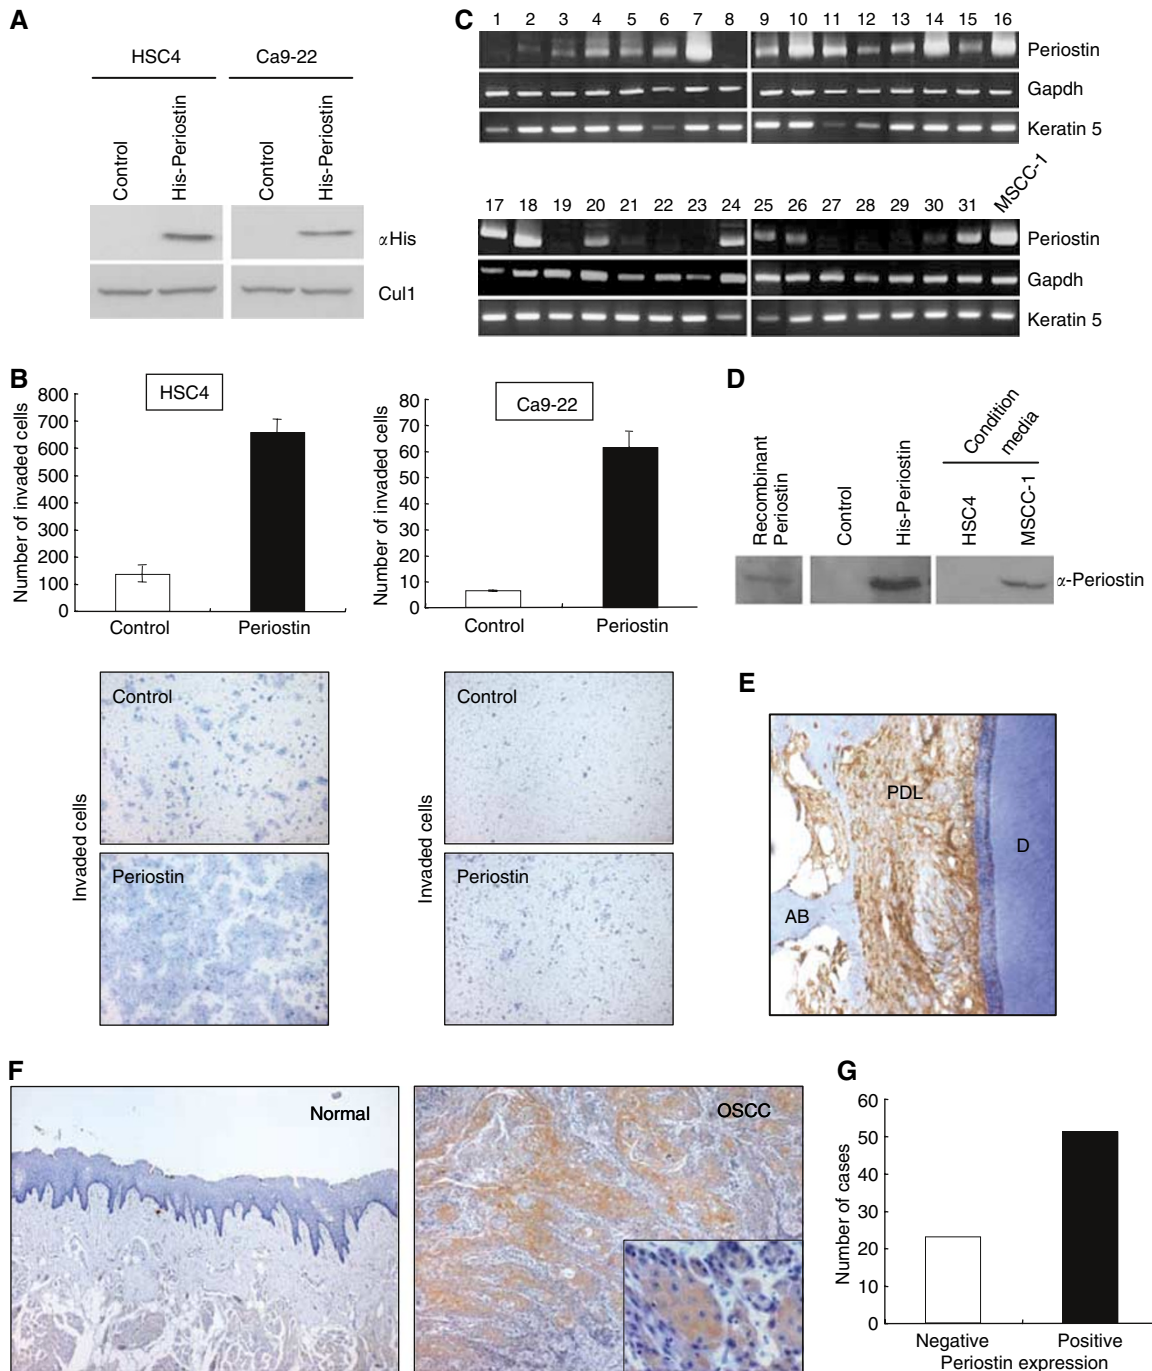 A
HSC4 Ca9-22
Control His-Periostin Control His-Periostin
αHis
Cul1
C
1 2 3 4 5 6 7 8 9 10 11 12 13 14 15 16
Periostin
Gapdh
Keratin 5
17 18 19 20 21 22 23 24 25 26 27 28 29 30 31 MSCC-1
Periostin
Gapdh
Keratin 5
B
HSC4
Number of invaded cells
800
700
600
500
400
300
200
100
0
Control Periostin
Ca9-22
Number of invaded cells
80
70
60
50
40
30
20
10
0
Control Periostin
Invaded cells
Control
Periostin
Invaded cells
Control
Periostin
D
Condition
media
Recombinant
Periostin
Control
His-Periostin
HSC4
MSCC-1
α-Periostin
E
PDL
D
AB
F
Normal
OSCC
G
Number of cases
60
50
40
30
20
10
0
Negative Positive
Periostin expression